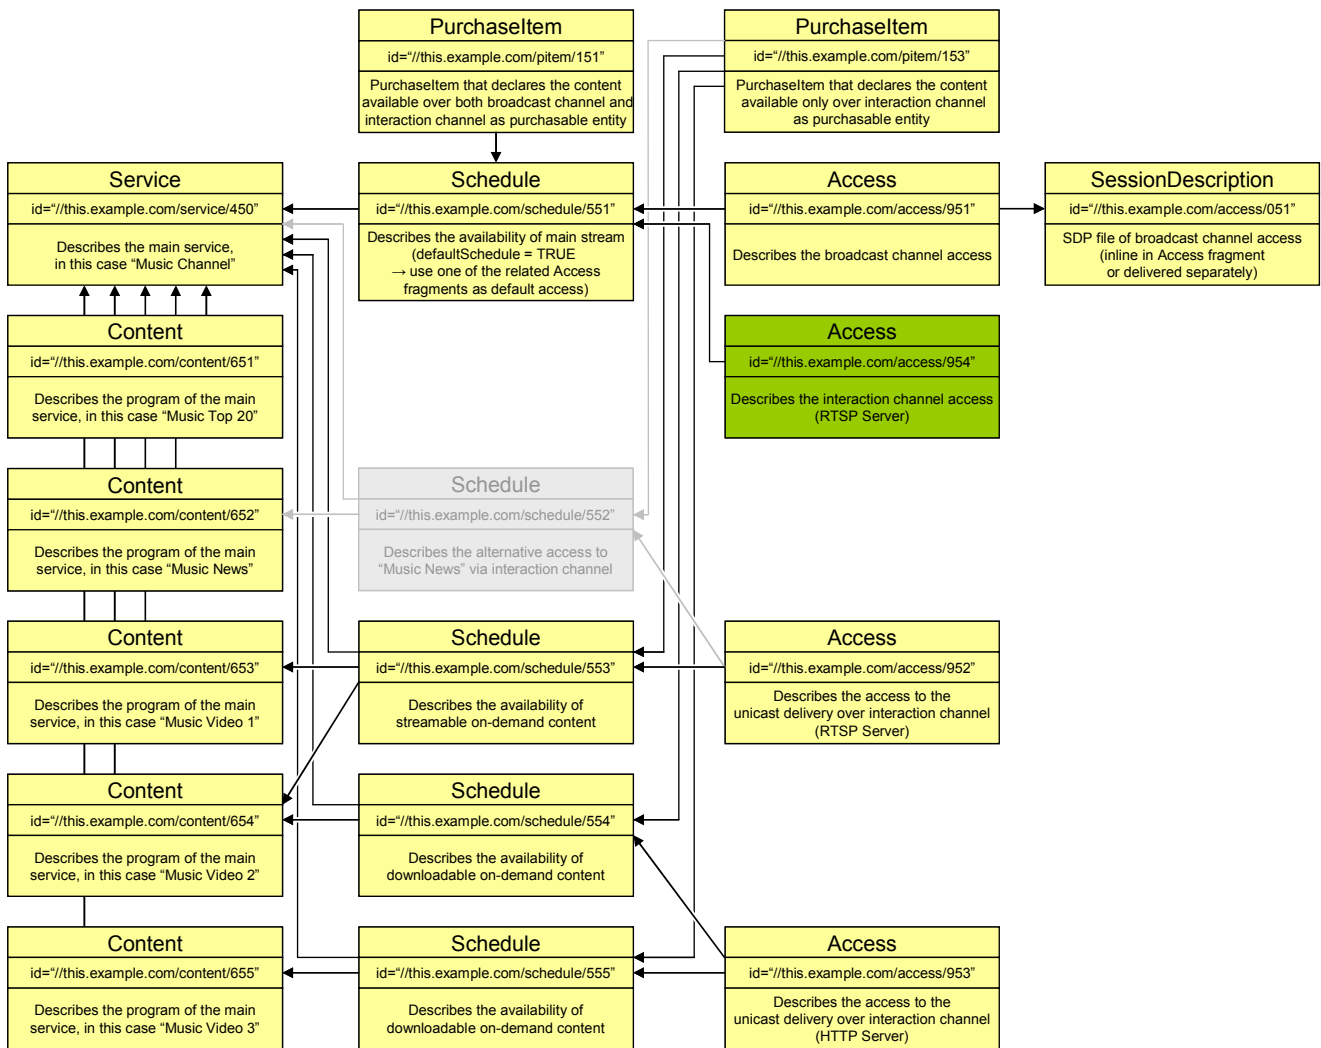 PurchaseItem
id=“//this.example.com/pitem/151”
PurchaseItem that declares the content
available over both broadcast channel and
interaction channel as purchasable entity
PurchaseItem
id=“//this.example.com/pitem/153”
PurchaseItem that declares the content
available only over interaction channel
as purchasable entity
Service
id=“//this.example.com/service/450”
Describes the main service,
in this case “Music Channel”
Schedule
id=“//this.example.com/schedule/551”
Describes the availability of main stream
(defaultSchedule = TRUE
→ use one of the related Access
fragments as default access)
Access
id=“//this.example.com/access/951”
Describes the broadcast channel access
SessionDescription
id=“//this.example.com/access/051”
SDP file of broadcast channel access
(inline in Access fragment
or delivered separately)
Content
id=“//this.example.com/content/651”
Describes the program of the main
service, in this case “Music Top 20”
Access
id=“//this.example.com/access/954”
Describes the interaction channel access
(RTSP Server)
Content
id=“//this.example.com/content/652”
Describes the program of the main
service, in this case “Music News”
Schedule
id=“//this.example.com/schedule/552”
Describes the alternative access to
“Music News” via interaction channel
Content
id=“//this.example.com/content/653”
Describes the program of the main
service, in this case “Music Video 1”
Schedule
id=“//this.example.com/schedule/553”
Describes the availability of
streamable on-demand content
Access
id=“//this.example.com/access/952”
Describes the access to the
unicast delivery over interaction channel
(RTSP Server)
Content
id=“//this.example.com/content/654”
Describes the program of the main
service, in this case “Music Video 2”
Schedule
id=“//this.example.com/schedule/554”
Describes the availability of
downloadable on-demand content
Content
id=“//this.example.com/content/655”
Describes the program of the main
service, in this case “Music Video 3”
Schedule
id=“//this.example.com/schedule/555”
Describes the availability of
downloadable on-demand content
Access
id=“//this.example.com/access/953”
Describes the access to the
unicast delivery over interaction channel
(HTTP Server)